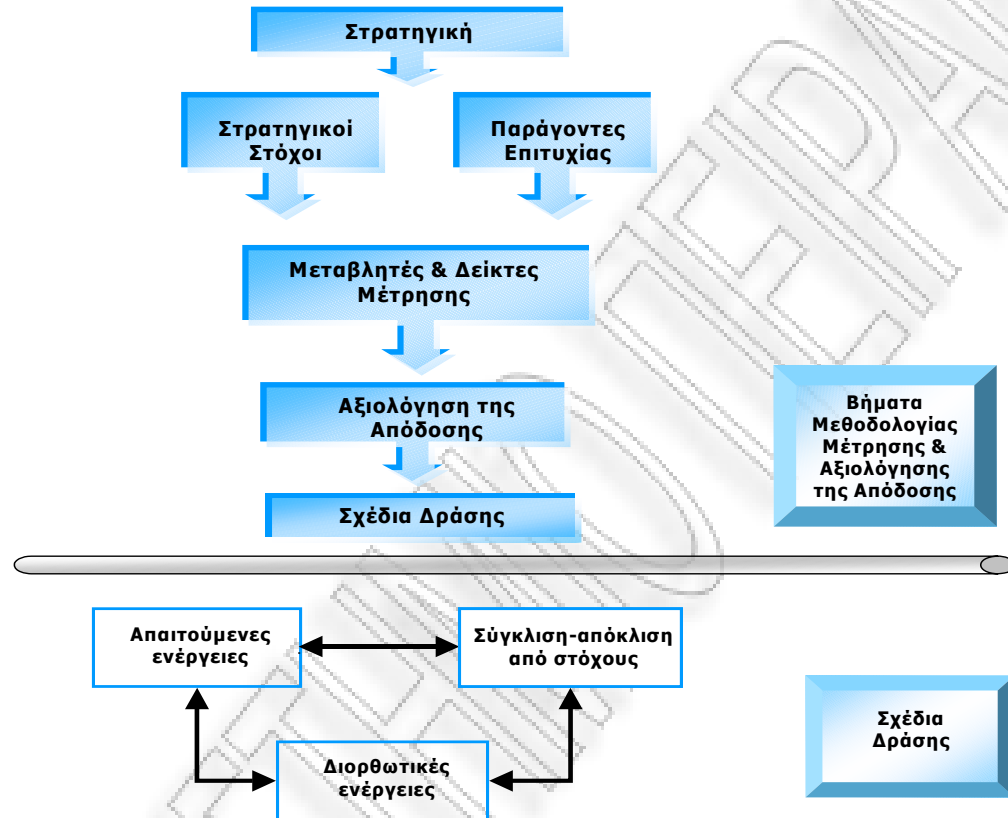 Στρατηγική
Στρατηγικοί
Στόχοι
Παράγοντες
Επιτυχίας
Μεταβλητές & Δείκτες
Μέτρησης
Αξιολόγηση της
Απόδοσης
Σχέδια Δράσης
Βήματα
Μεθοδολογίας
Μέτρησης &
Αξιολόγησης
της Απόδοσης
Απαιτούμενες
ενέργειες
Σύγκλιση-απόκλιση
από στόχους
Διορθωτικές
ενέργειες
Σχέδια
Δράσης